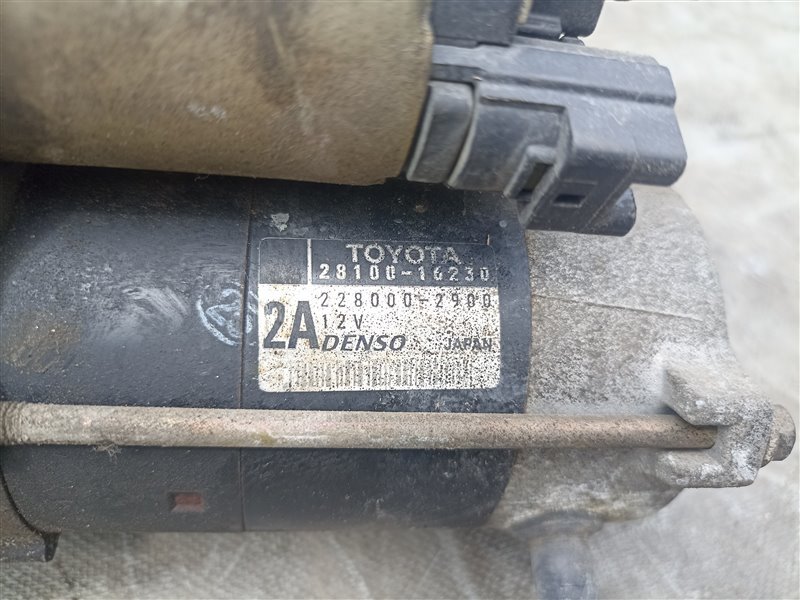 TOYOTA
28100-16230
228000-2900
2A 12V
DENSO JAPAN